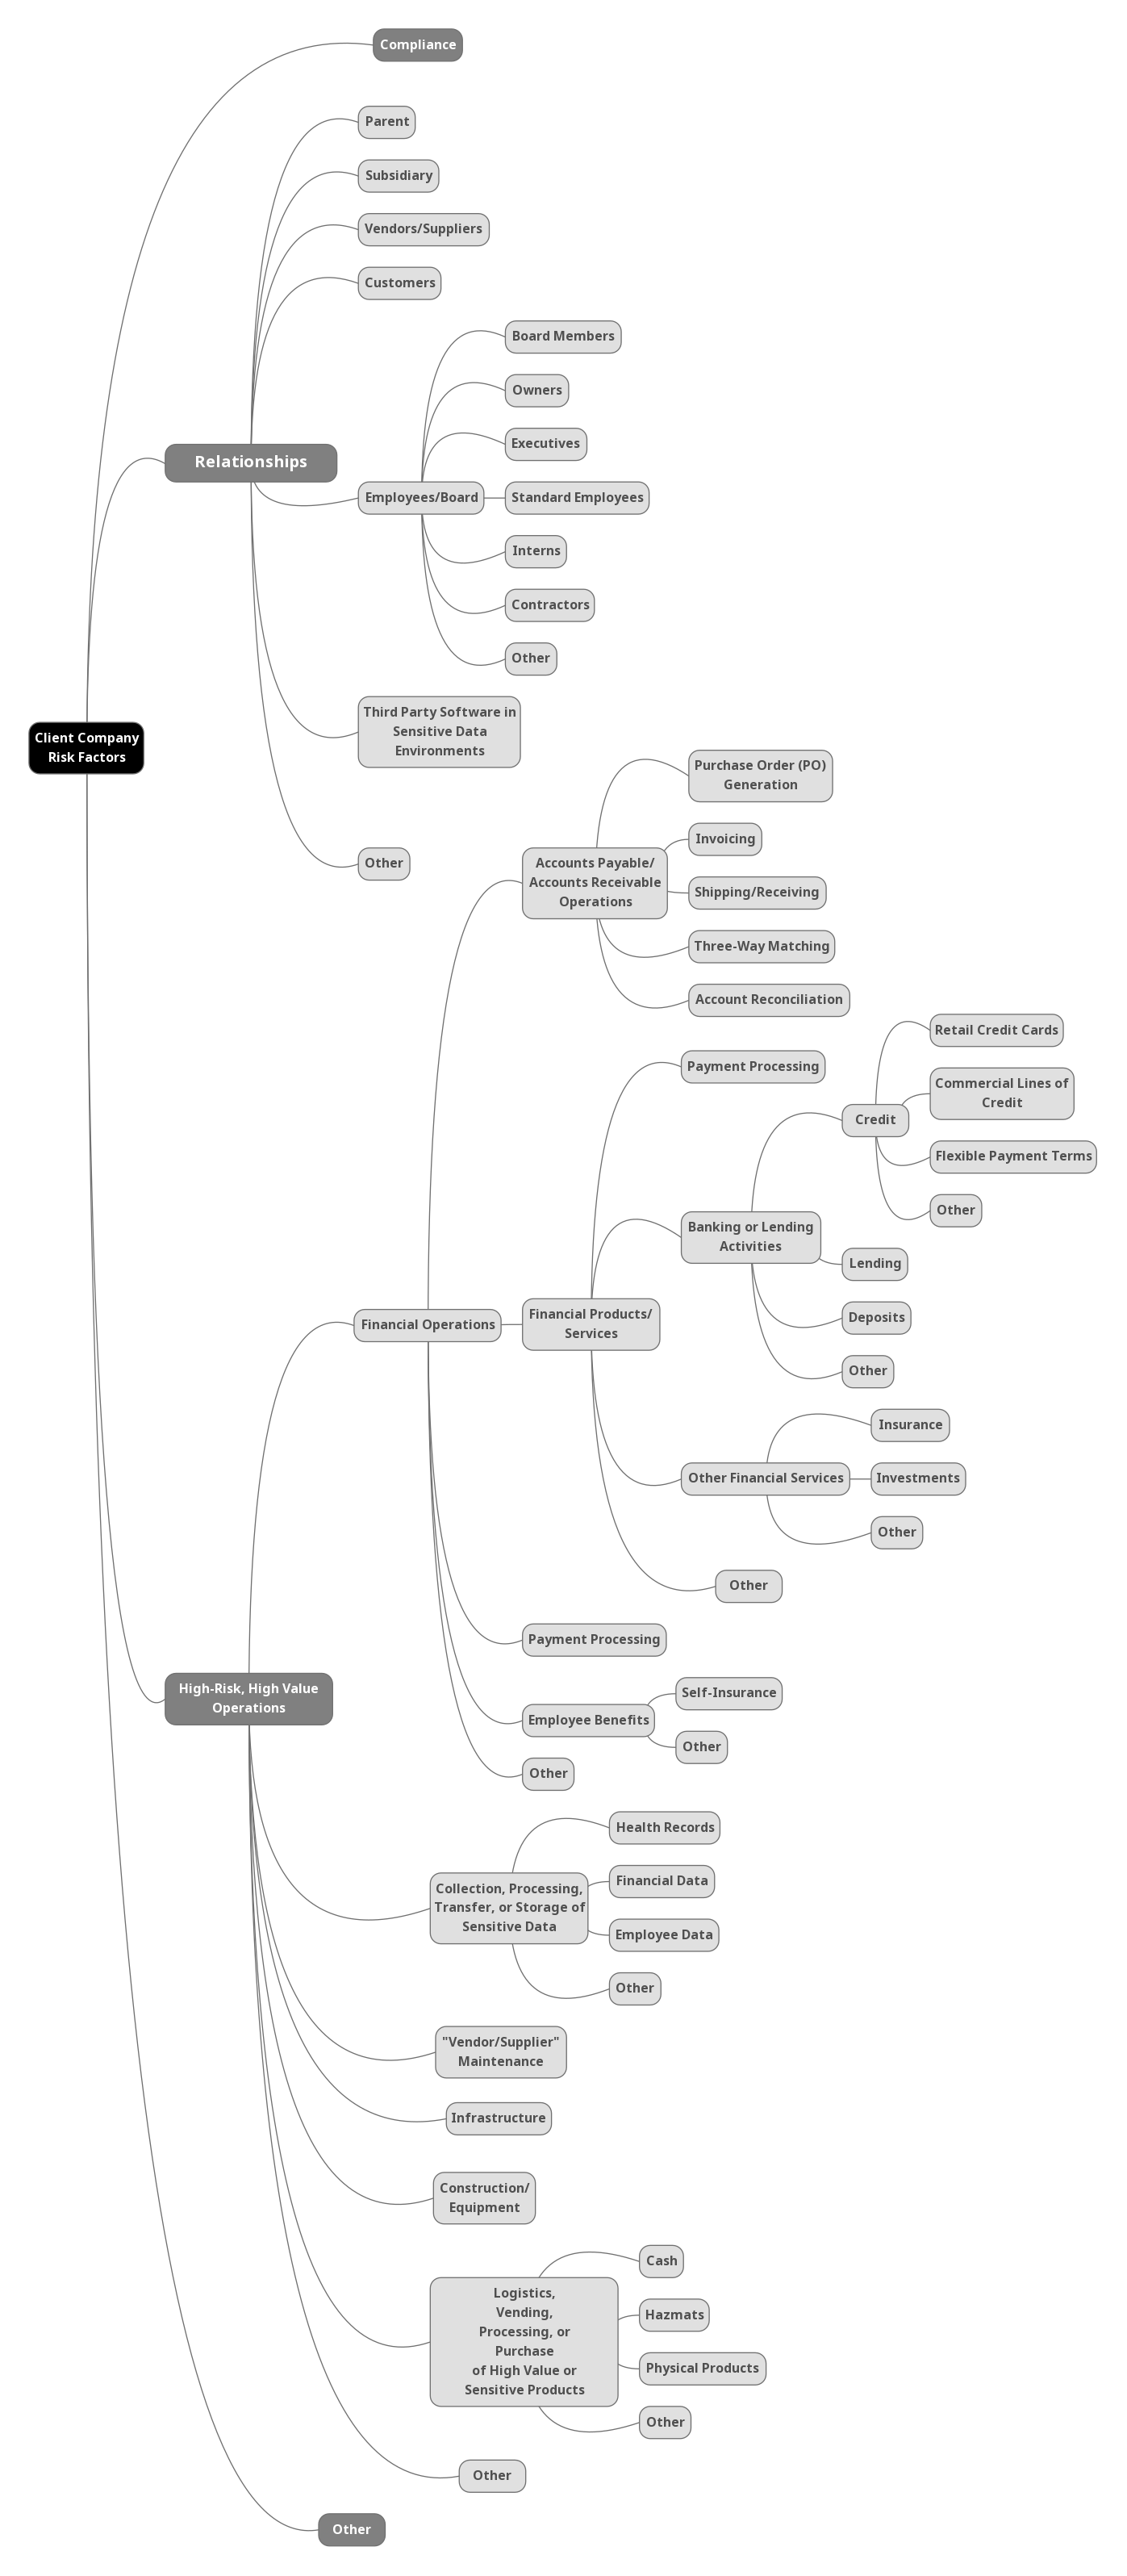 Compliance
Parent
Subsidiary
Vendors/Suppliers
Customers
Board Members
Owners
Executives
Relationships
Employees/Board
Standard Employees
Interns
Contractors
Other
Third Party Software in
Sensitive Data
Environments
Client Company
Risk Factors
Other
Purchase Order (PO)
Generation
Invoicing
Accounts Payable/
Accounts Receivable
Operations
Shipping/Receiving
Three-Way Matching
Account Reconciliation
Payment Processing
Retail Credit Cards
Commercial Lines of
Credit
Credit
Flexible Payment Terms
Other
Banking or Lending
Activities
Lending
Deposits
Other
Financial Operations
Financial Products/
Services
Insurance
Other Financial Services
Investments
Other
Other
Payment Processing
High-Risk, High Value
Operations
Self-Insurance
Employee Benefits
Other
Other
Health Records
Financial Data
Collection, Processing,
Transfer, or Storage of
Sensitive Data
Employee Data
Other
"Vendor/Supplier"
Maintenance
Infrastructure
Construction/
Equipment
Cash
Logistics,
Vending,
Processing, or
Purchase
of High Value or
Sensitive Products
Hazmats
Physical Products
Other
Other
Other